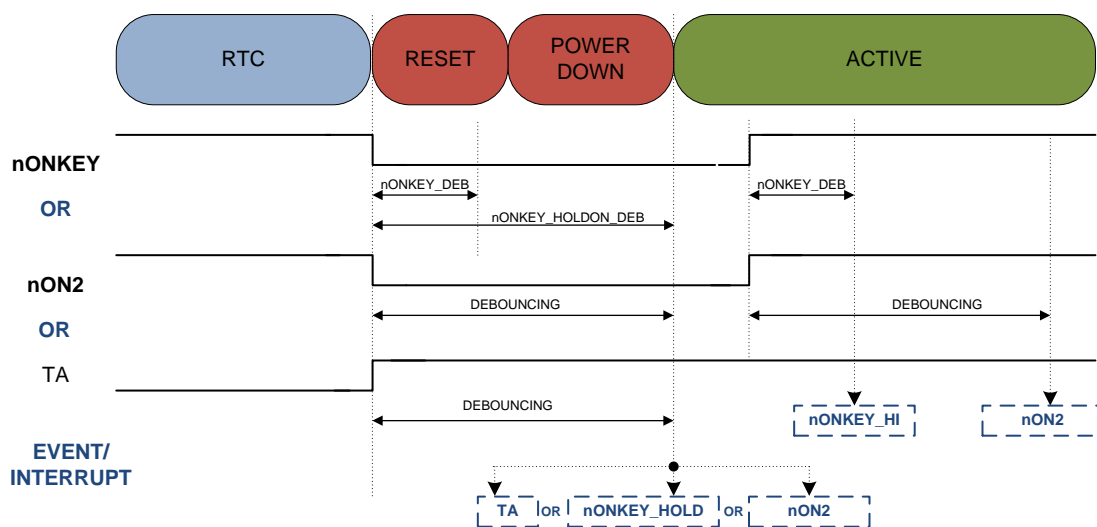 RTC
RESET
POWER
DOWN
ACTIVE
nONKEY
nONKEY_DEB
nONKEY_DEB
OR
nONKEY_HOLDON_DEB
nON2
DEBOUNCING
DEBOUNCING
OR
TA
DEBOUNCING
nONKEY_HI
nON2
EVENT/
INTERRUPT
TA OR nONKEY_HOLD OR nON2